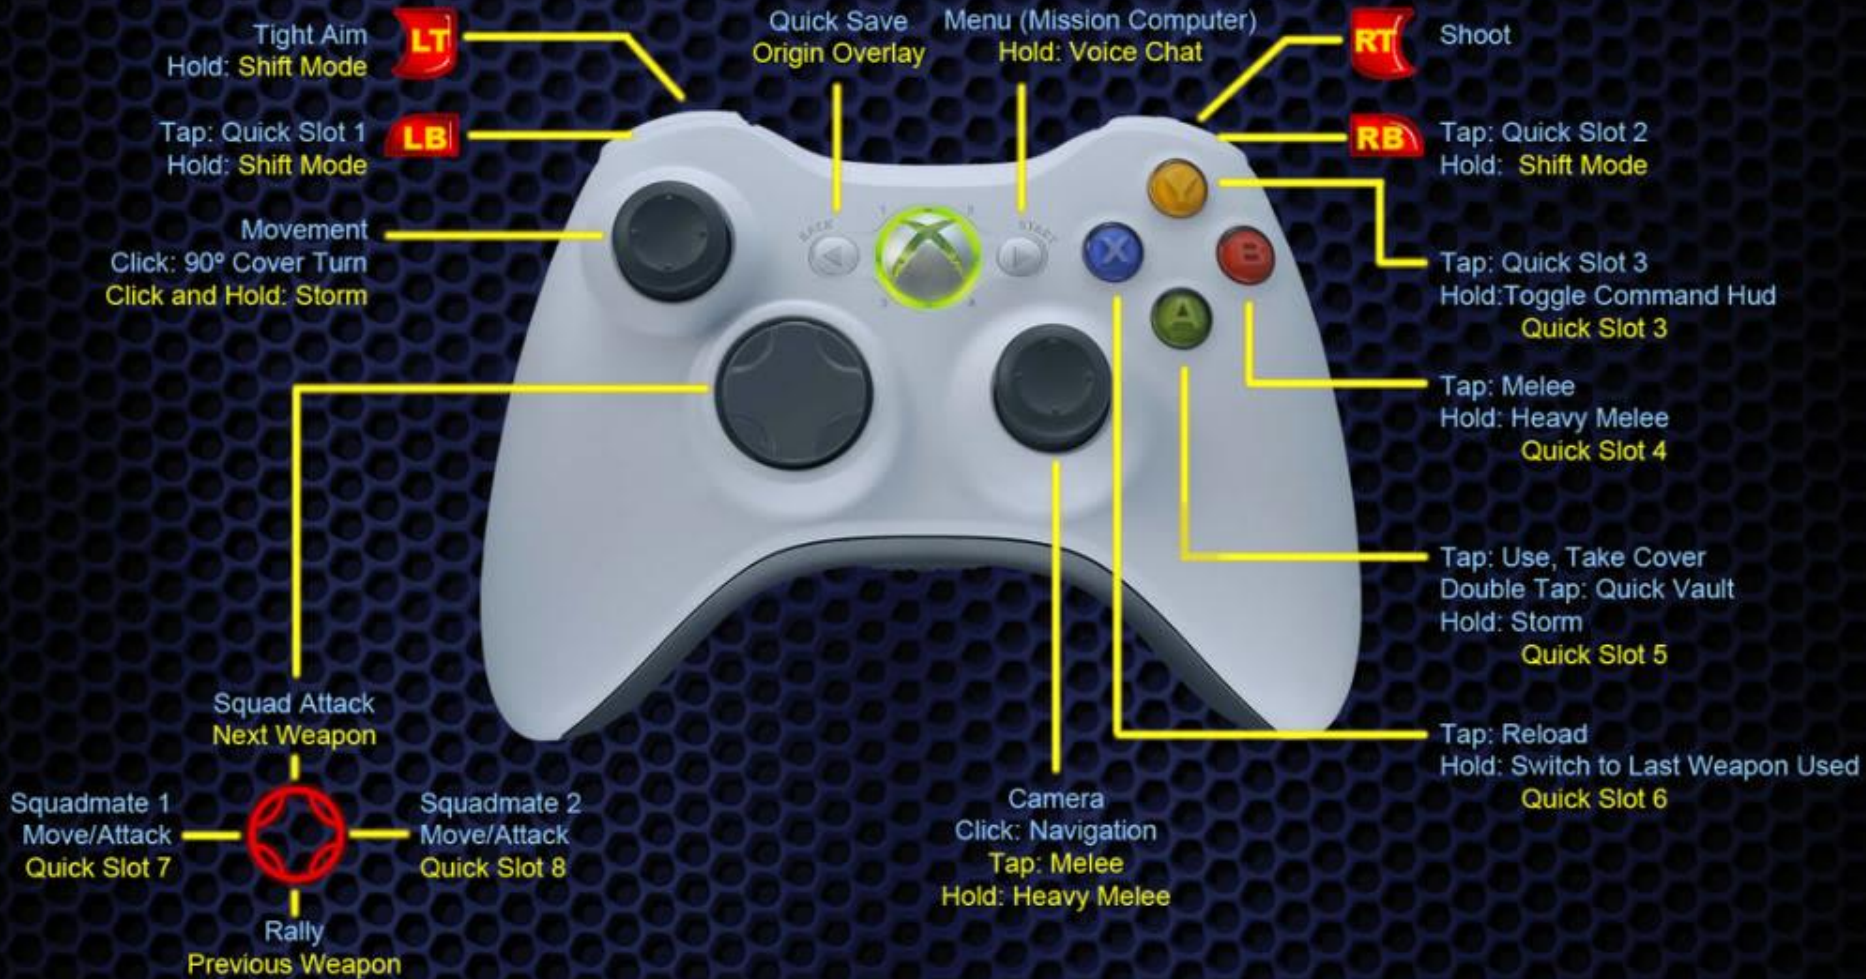 Tight Aim
Hold: Shift Mode
LT
Quick Save
Origin Overlay
Menu (Mission Computer)
Hold: Voice Chat
RT
Shoot
Tap: Quick Slot 1
Hold: Shift Mode
LB
RB
Tap: Quick Slot 2
Hold: Shift Mode
Movement
Click: 90º Cover Turn
Click and Hold: Storm
BACK
START
1
2
3
4
Y
X
B
A
Tap: Quick Slot 3
Hold:Toggle Command Hud
Quick Slot 3
Tap: Melee
Hold: Heavy Melee
Quick Slot 4
Tap: Use, Take Cover
Double Tap: Quick Vault
Hold: Storm
Quick Slot 5
Tap: Reload
Hold: Switch to Last Weapon Used
Quick Slot 6
Squad Attack
Next Weapon
Squadmate 1
Move/Attack
Quick Slot 7
Squadmate 2
Move/Attack
Quick Slot 8
Rally
Previous Weapon
Camera
Click: Navigation
Tap: Melee
Hold: Heavy Melee